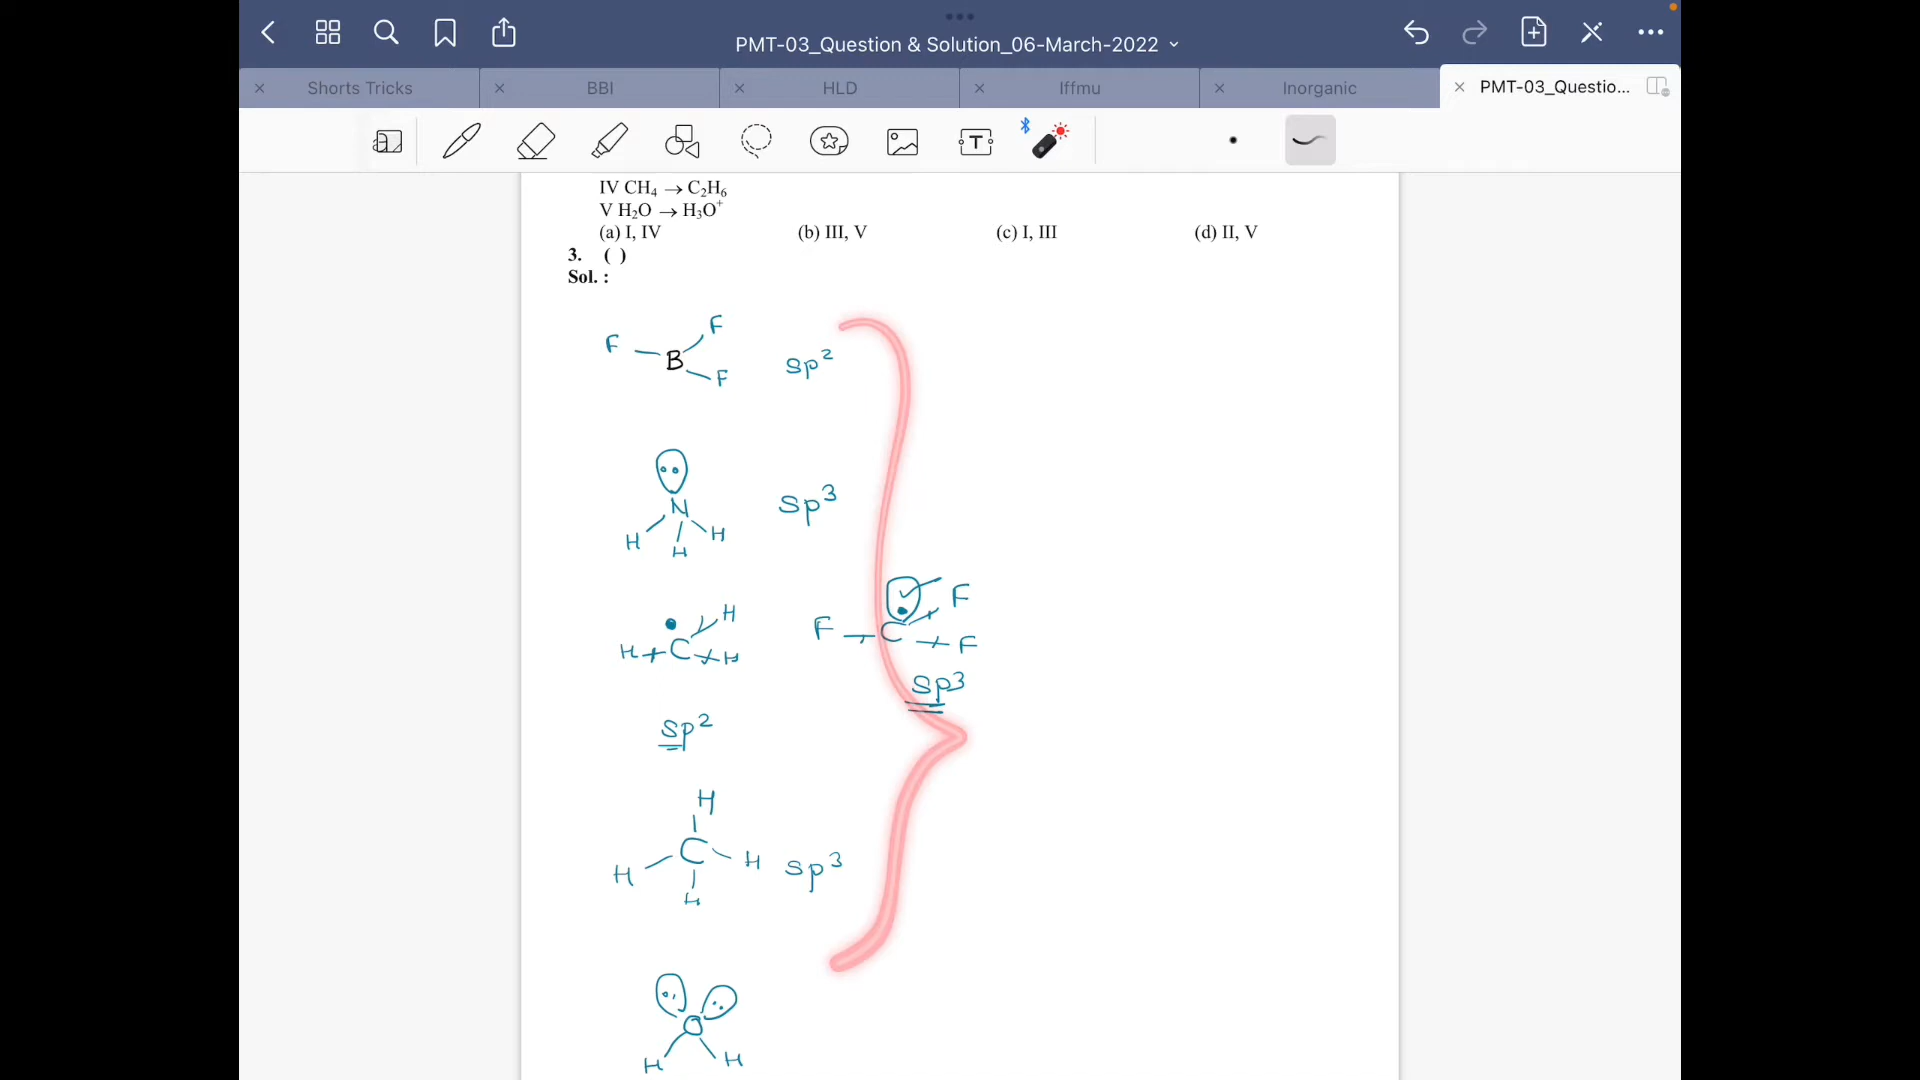 PMT-03_Question & Solution_06-March-2022
Shorts Tricks
BBI
HLD
Iffmu
Inorganic
PMT-03_Questio...
IV CH₄ → C₂H₆
V H₂O → H₃O⁺
(a) I, IV (b) III, V (c) I, III (d) II, V
3. ( )
Sol. :
F
F
B
F
sp²
N
H
H
H
sp³
H
H
C
H
F
F
C
F
sp³
sp²
H
C
H
H
H
sp³
O
H
H